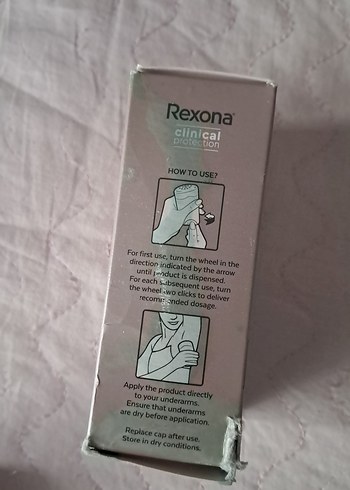 Rexona
clinical
protection
HOW TO USE?
For first use, turn the wheel in the
direction indicated by the arrow
until product is dispensed.
For each subsequent use, turn
the wheel two clicks to deliver
recommended dosage.
Apply the product directly
to your underarms.
Ensure that underarms
are dry before application.
Replace cap after use.
Store in dry conditions.